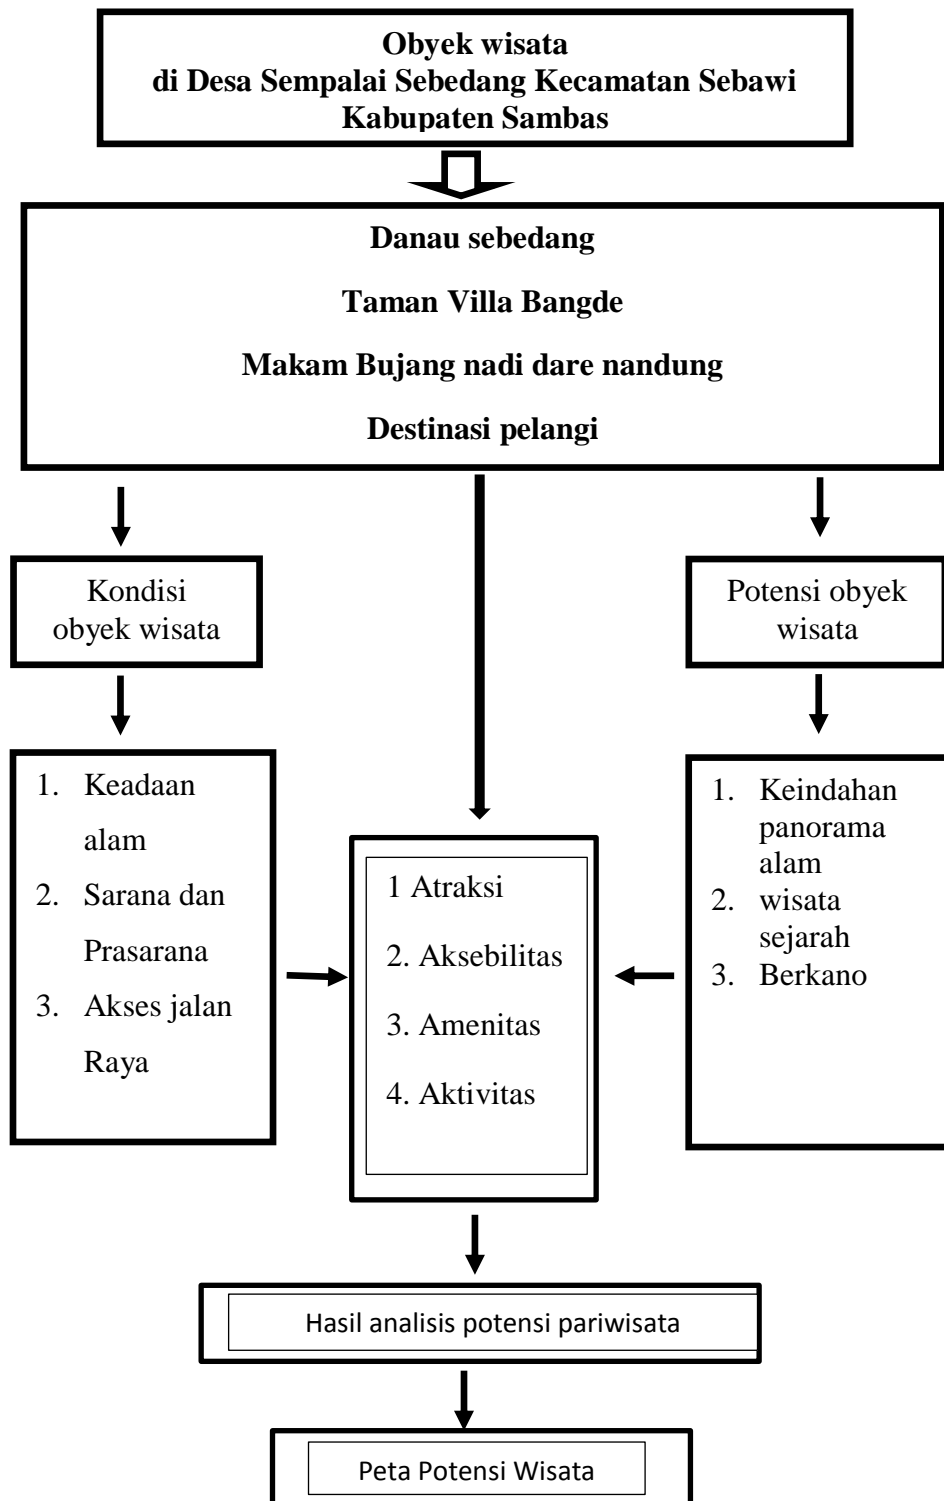 Obyek wisata
di Desa Sempalai Sebedang Kecamatan Sebawi
Kabupaten Sambas
Danau sebedang
Taman Villa Bangde
Makam Bujang nadi dare nandung
Destinasi pelangi
Kondisi
obyek wisata
Potensi obyek
wisata
1. Keadaan
alam
2. Sarana dan
Prasarana
3. Akses jalan
Raya
1 Atraksi
2. Aksebilitas
3. Amenitas
4. Aktivitas
1. Keindahan
panorama
alam
2. wisata
sejarah
3. Berkano
Hasil analisis potensi pariwisata
Peta Potensi Wisata